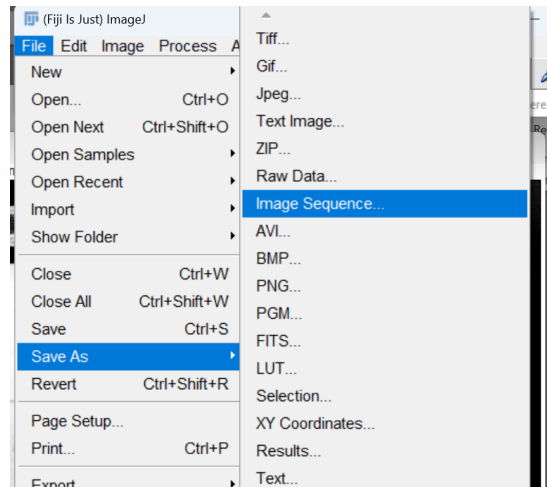 (Fiji Is Just) ImageJ
File Edit Image Process A
New
Open... Ctrl+O
Open Next Ctrl+Shift+O
Open Samples
Open Recent
Import
Show Folder
Close Ctrl+W
Close All Ctrl+Shift+W
Save Ctrl+S
Save As
Revert Ctrl+Shift+R
Page Setup...
Print... Ctrl+P
Export
Tiff...
Gif...
Jpeg...
Text Image...
ZIP...
Raw Data...
Image Sequence...
AVI...
BMP...
PNG...
PGM...
FITS...
LUT...
Selection...
XY Coordinates...
Results...
Text...
ere
Re